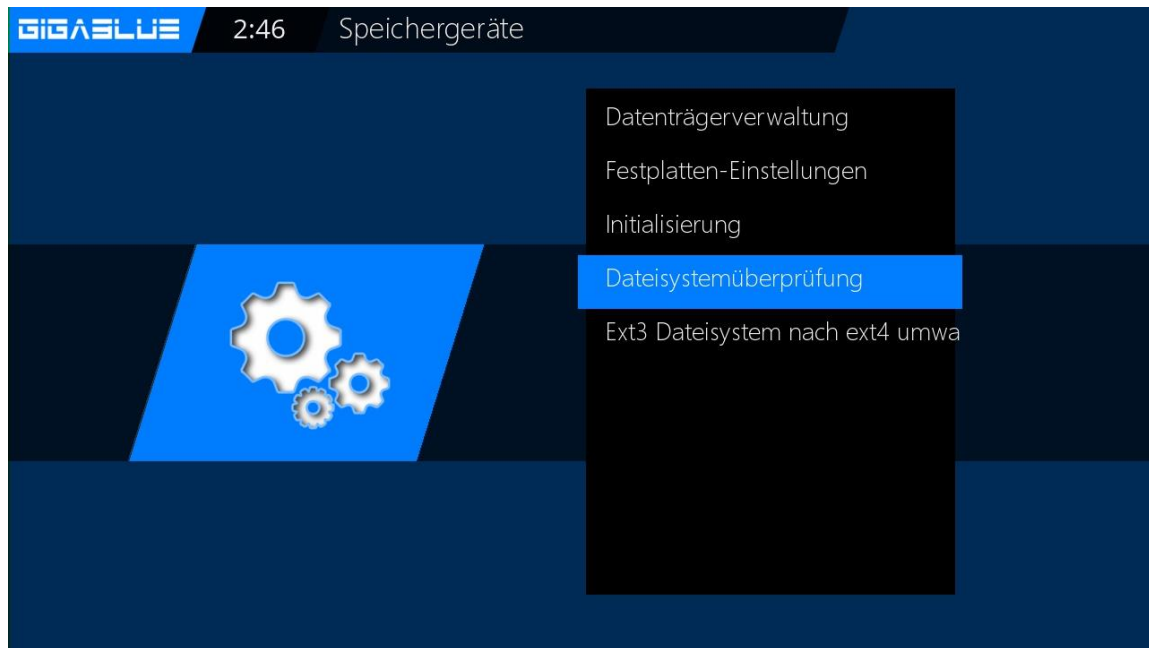 GIGABLUE 2:46 Speichergeräte
Datenträgerverwaltung
Festplatten-Einstellungen
Initialisierung
Dateisystemüberprüfung
Ext3 Dateisystem nach ext4 umwa